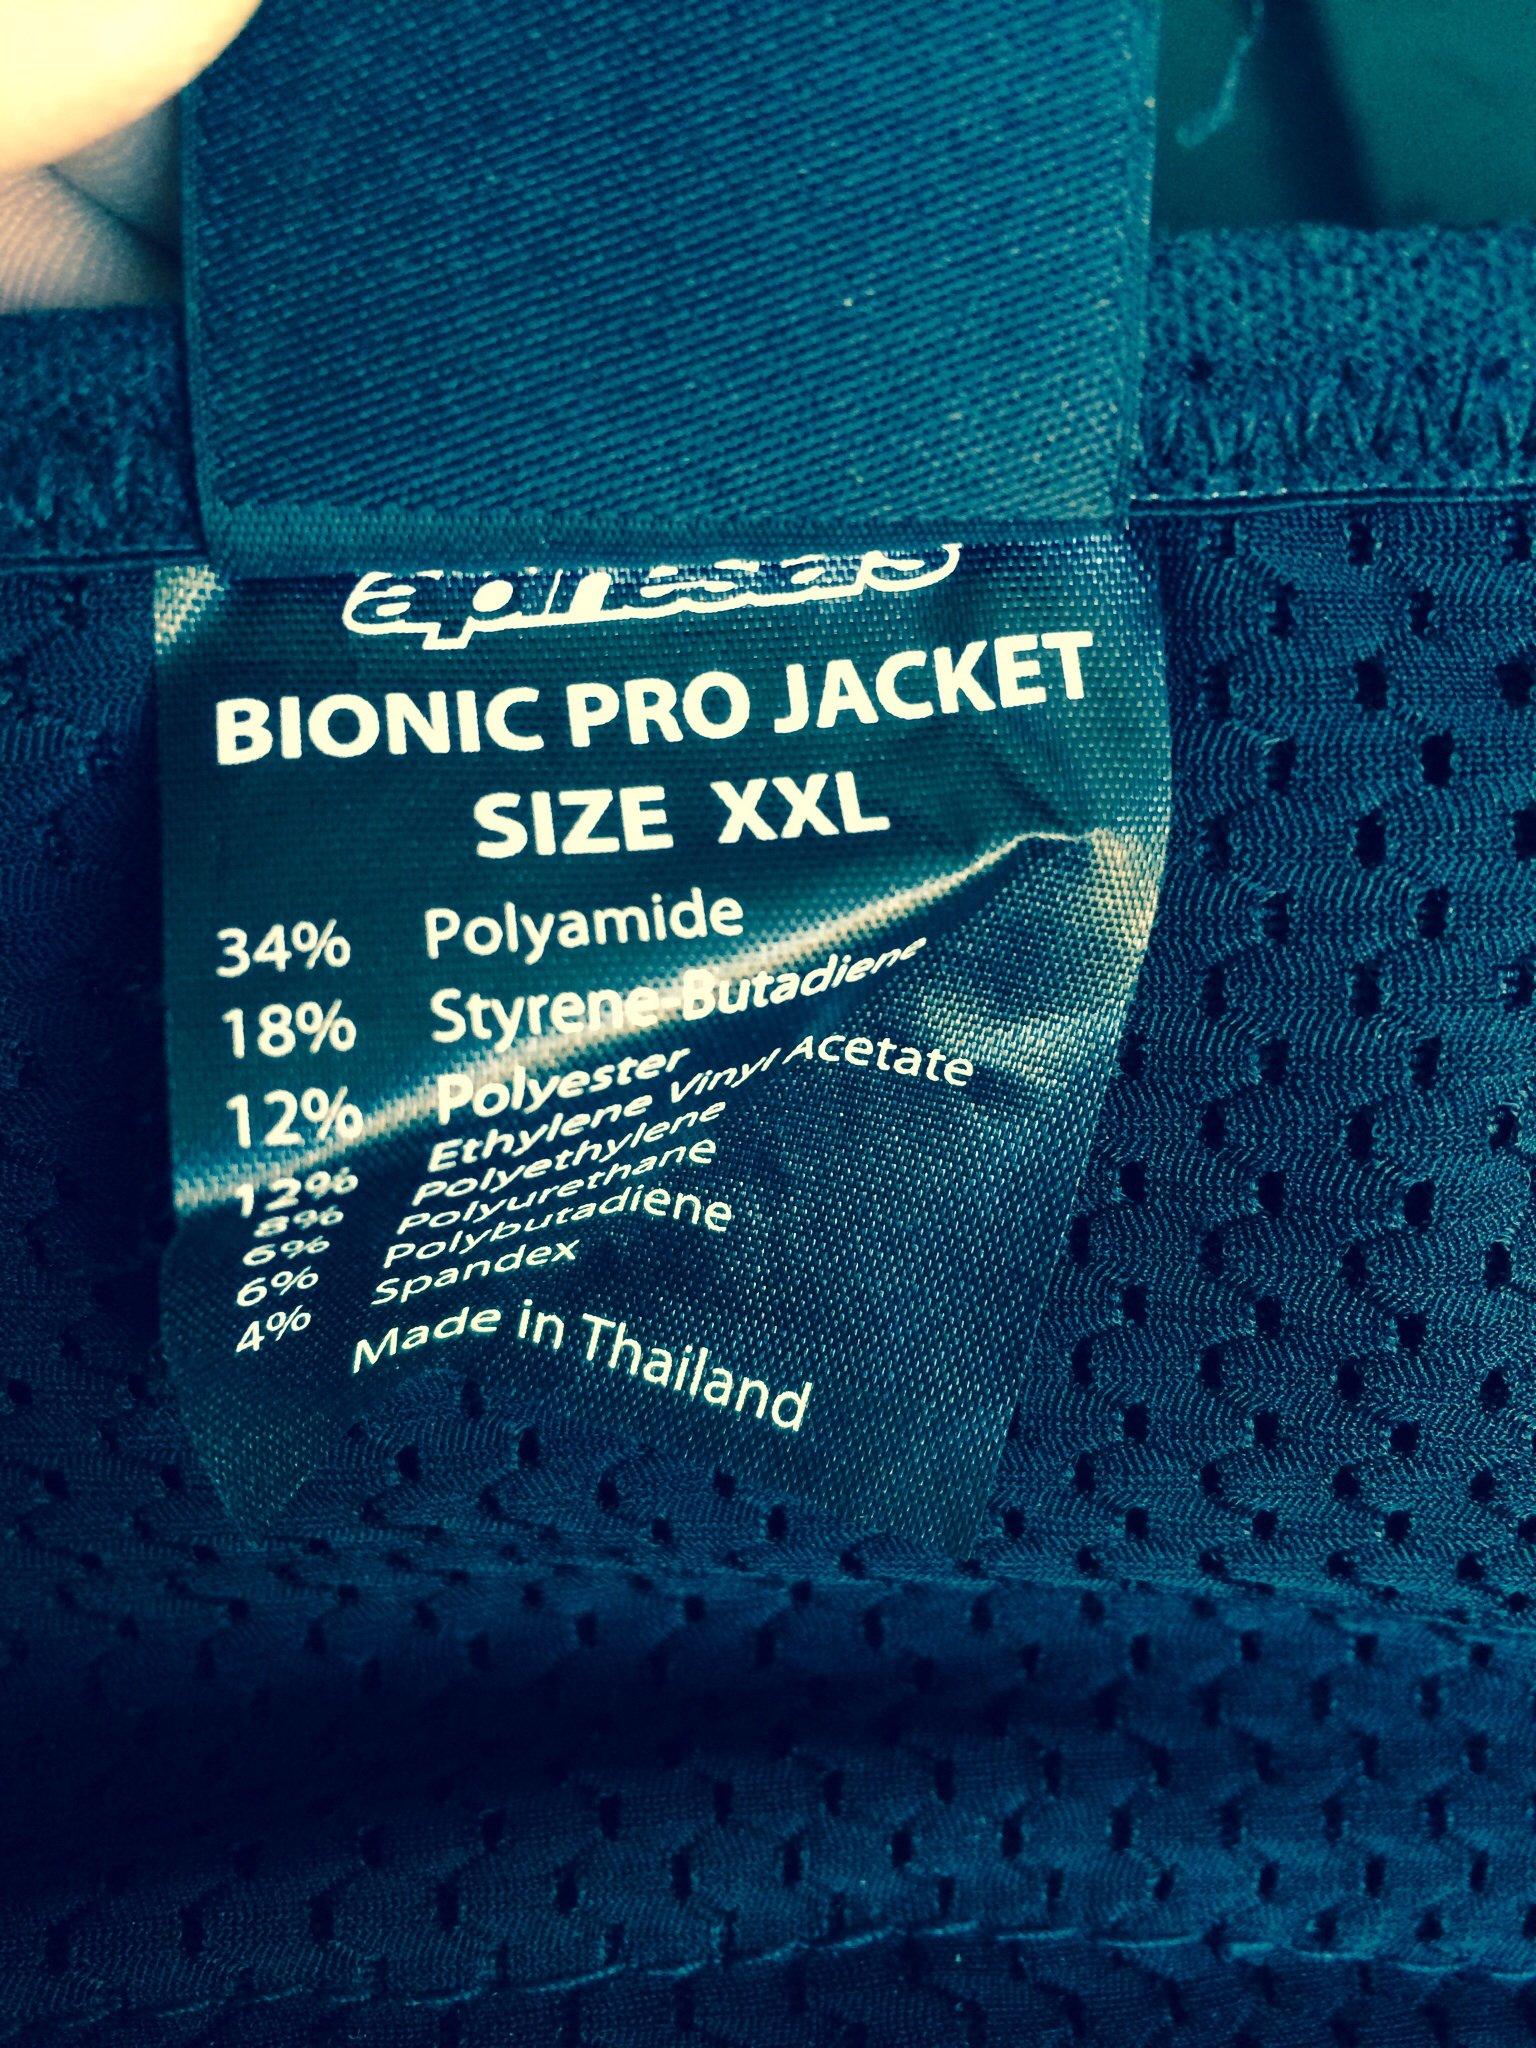 BIONIC PRO JACKET
SIZE XXL
34% Polyamide
18% Styrene-Butadiene
12% Polyester
12% Ethylene Vinyl Acetate
8% Polyethylene
6% Polyurethane
6% Polybutadiene
4% Spandex
Made in Thailand